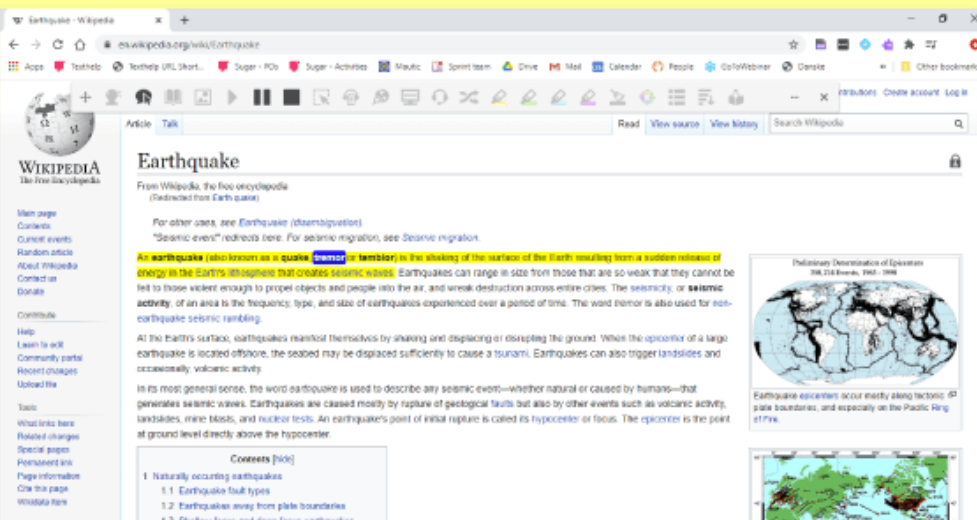 Earthquake - Wikipedia
en.wikipedia.org/wiki/Earthquake
Apps Texthelp Texthelp URL Short... Sugar - POs Sugar - Activities Mautic Sprint team Drive Mail Calendar People GoToWebinar Danske » Other bookmark
Create account Log in
Article Talk Read View source View history Search Wikipedia
WIKIPEDIA
The Free Encyclopedia
Main page
Contents
Current events
Random article
About Wikipedia
Contact us
Donate
Contribute
Help
Learn to edit
Community portal
Recent changes
Upload file
Tools
What links here
Related changes
Special pages
Permanent link
Page information
Cite this page
Wikidata item
Earthquake
From Wikipedia, the free encyclopedia
(Redirected from Earth quake)
For other uses, see Earthquake (disambiguation).
"Seismic event" redirects here. For seismic migration, see Seismic migration.
An earthquake (also known as a quake, tremor or temblor) is the shaking of the surface of the Earth resulting from a sudden release of
energy in the Earth's lithosphere that creates seismic waves. Earthquakes can range in size from those that are so weak that they cannot be
felt to those violent enough to propel objects and people into the air, and wreak destruction across entire cities. The seismicity, or seismic
activity, of an area is the frequency, type, and size of earthquakes experienced over a period of time. The word tremor is also used for non-
earthquake seismic rumbling.
At the Earth's surface, earthquakes manifest themselves by shaking and displacing or disrupting the ground. When the epicenter of a large
earthquake is located offshore, the seabed may be displaced sufficiently to cause a tsunami. Earthquakes can also trigger landslides and
occasionally, volcanic activity.
In its most general sense, the word earthquake is used to describe any seismic event—whether natural or caused by humans—that
generates seismic waves. Earthquakes are caused mostly by rupture of geological faults but also by other events such as volcanic activity,
landslides, mine blasts, and nuclear tests. An earthquake's point of initial rupture is called its hypocenter or focus. The epicenter is the point
at ground level directly above the hypocenter.
Contents [hide]
1 Naturally occurring earthquakes
1.1 Earthquake fault types
1.2 Earthquakes away from plate boundaries
Preliminary Determination of Epicenters
358,214 Events, 1963 - 1998
Earthquake epicenters occur mostly along tectonic
plate boundaries, and especially on the Pacific Ring
of Fire.